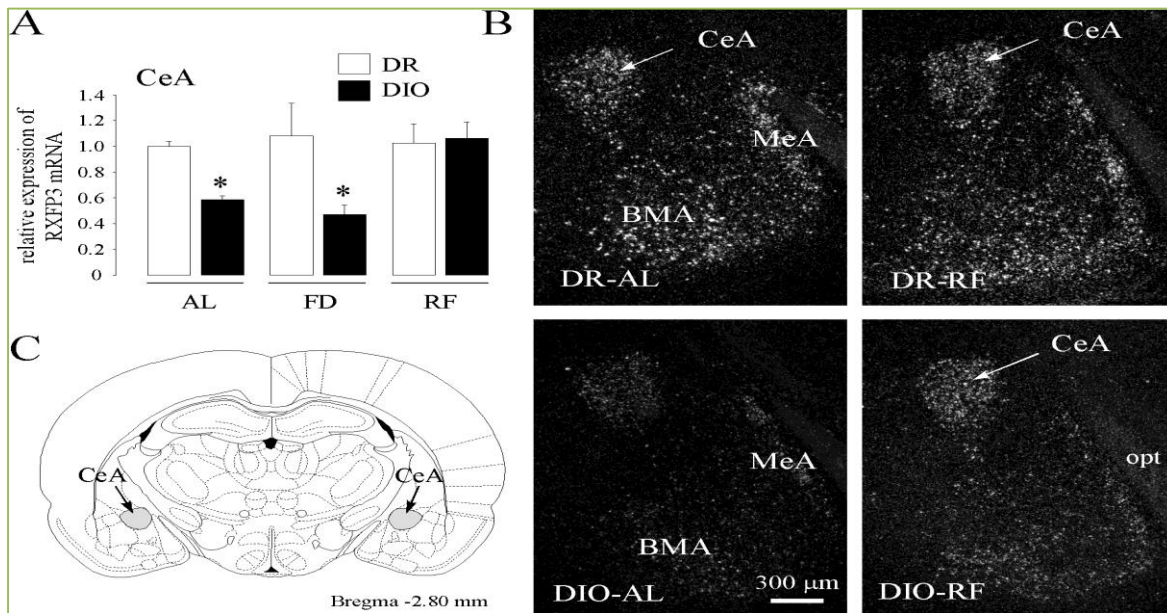 A
CeA
DR
DIO
relative expression of
RXFP3 mRNA
1.4
1.2
1.0
0.8
0.6
0.4
0.2
0
*
*
AL
FD
RF
B
CeA
MeA
BMA
DR-AL
CeA
DR-RF
MeA
BMA
DIO-AL
300 µm
CeA
opt
DIO-RF
C
CeA
CeA
Bregma -2.80 mm